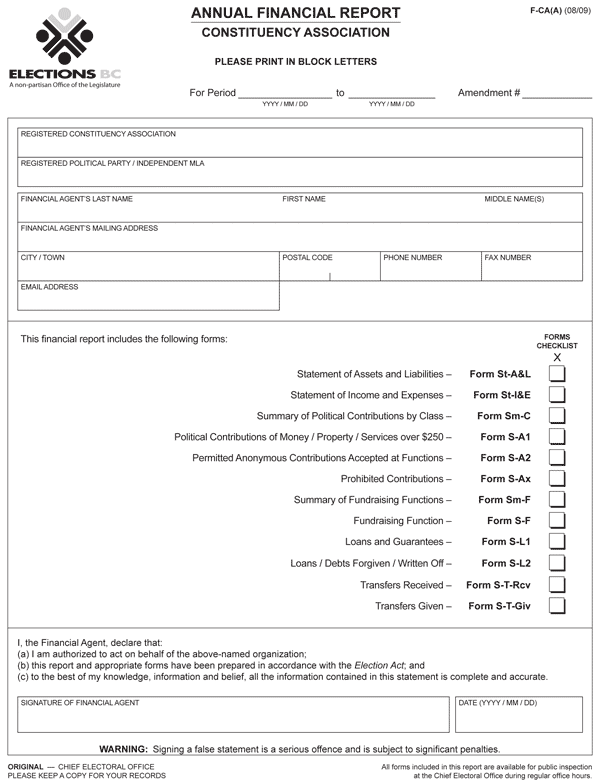 ANNUAL FINANCIAL REPORT
F-CA(A) (08/09)
CONSTITUENCY ASSOCIATION
PLEASE PRINT IN BLOCK LETTERS
ELECTIONS BC
A non-partisan Office of the Legislature
For Period to Amendment #
YYYY / MM / DD YYYY / MM / DD
REGISTERED CONSTITUENCY ASSOCIATION
REGISTERED POLITICAL PARTY / INDEPENDENT MLA
FINANCIAL AGENT'S LAST NAME FIRST NAME MIDDLE NAME(S)
FINANCIAL AGENT'S MAILING ADDRESS
CITY / TOWN POSTAL CODE PHONE NUMBER FAX NUMBER
EMAIL ADDRESS
This financial report includes the following forms:
FORMS
CHECKLIST
X
Statement of Assets and Liabilities – Form St-A&L
Statement of Income and Expenses – Form St-I&E
Summary of Political Contributions by Class – Form Sm-C
Political Contributions of Money / Property / Services over $250 – Form S-A1
Permitted Anonymous Contributions Accepted at Functions – Form S-A2
Prohibited Contributions – Form S-Ax
Summary of Fundraising Functions – Form Sm-F
Fundraising Function – Form S-F
Loans and Guarantees – Form S-L1
Loans / Debts Forgiven / Written Off – Form S-L2
Transfers Received – Form S-T-Rcv
Transfers Given – Form S-T-Giv
I, the Financial Agent, declare that:
(a) I am authorized to act on behalf of the above-named organization;
(b) this report and appropriate forms have been prepared in accordance with the Election Act; and
(c) to the best of my knowledge, information and belief, all the information contained in this statement is complete and accurate.
SIGNATURE OF FINANCIAL AGENT DATE (YYYY / MM / DD)
WARNING: Signing a false statement is a serious offence and is subject to significant penalties.
ORIGINAL — CHIEF ELECTORAL OFFICE
PLEASE KEEP A COPY FOR YOUR RECORDS
All forms included in this report are available for public inspection
at the Chief Electoral Office during regular office hours.